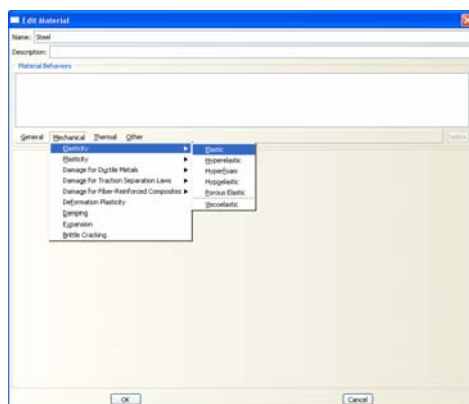 Edit Material
Name: Steel
Description:
Material Behaviors
General Mechanical Thermal Other Delete
Elasticity
Plasticity
Damage for Ductile Metals
Damage for Traction Separation Laws
Damage for Fiber-Reinforced Composites
Deformation Plasticity
Damping
Expansion
Brittle Cracking
Elastic
Hyperelastic
Hyperfoam
Hypoelastic
Porous Elastic
Viscoelastic
OK Cancel